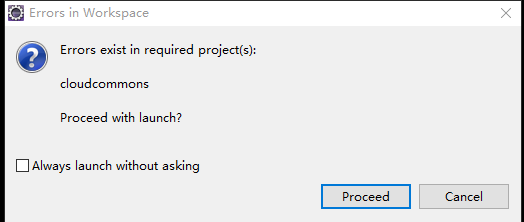 Errors in Workspace
Errors exist in required project(s):
cloudcommons
Proceed with launch?
Always launch without asking
Proceed
Cancel